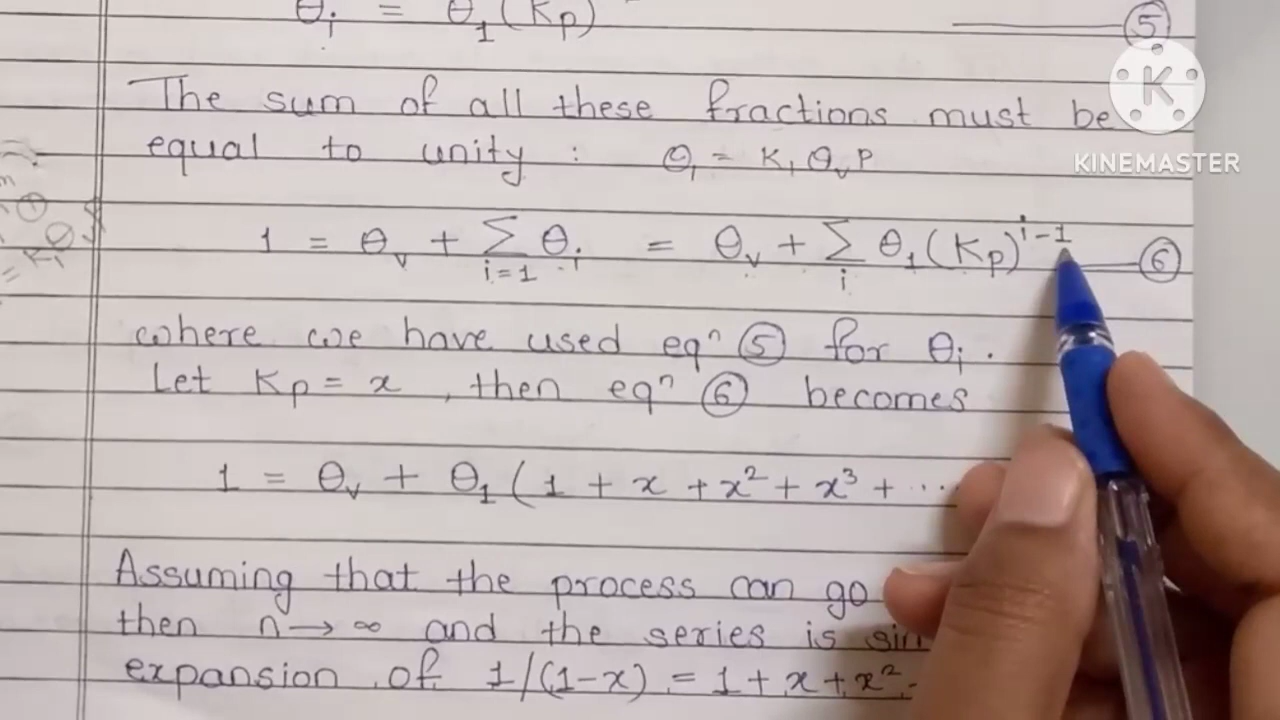 θᵢ = θ₁(Kp) ⑤
The sum of all these fractions must be
equal to unity : θ₁ = K₁ θᵥ P
K
KINEMASTER
1 = θᵥ + Σ θᵢ = θᵥ + Σ θ₁(Kp)ⁱ⁻¹ ⑥
i=1 i
where we have used eqⁿ ⑤ for θᵢ.
Let Kp = x , then eqⁿ ⑥ becomes
1 = θᵥ + θ₁ (1 + x + x² + x³ + ...
Assuming that the process can go
then n → ∞ and the series is
expansion of 1/(1-x) = 1 + x + x²